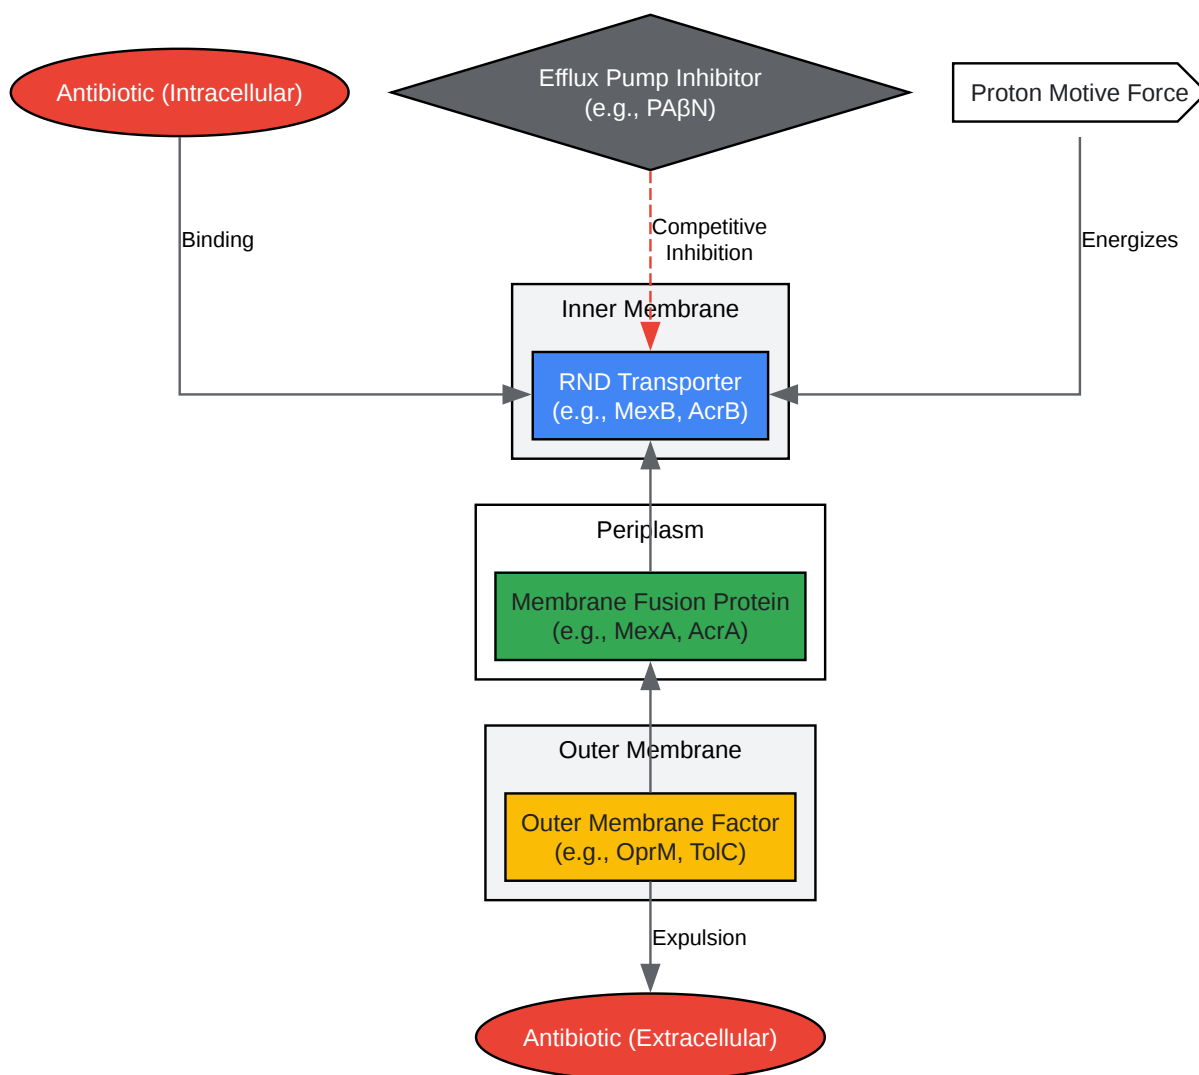 Antibiotic (Intracellular)
Efflux Pump Inhibitor
(e.g., PAβN)
Proton Motive Force
Binding
Competitive
Inhibition
Energizes
Inner Membrane
RND Transporter
(e.g., MexB, AcrB)
Periplasm
Membrane Fusion Protein
(e.g., MexA, AcrA)
Outer Membrane
Outer Membrane Factor
(e.g., OprM, TolC)
Expulsion
Antibiotic (Extracellular)